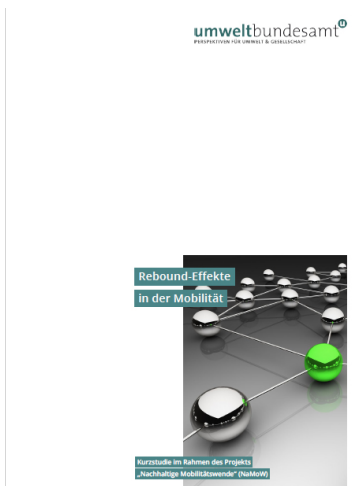 umweltbundesamt
PERSPEKTIVEN FÜR UMWELT & GESELLSCHAFT
Rebound-Effekte
in der Mobilität
Kurzstudie im Rahmen des Projekts
„Nachhaltige Mobilitätswende“ (NaMoW)